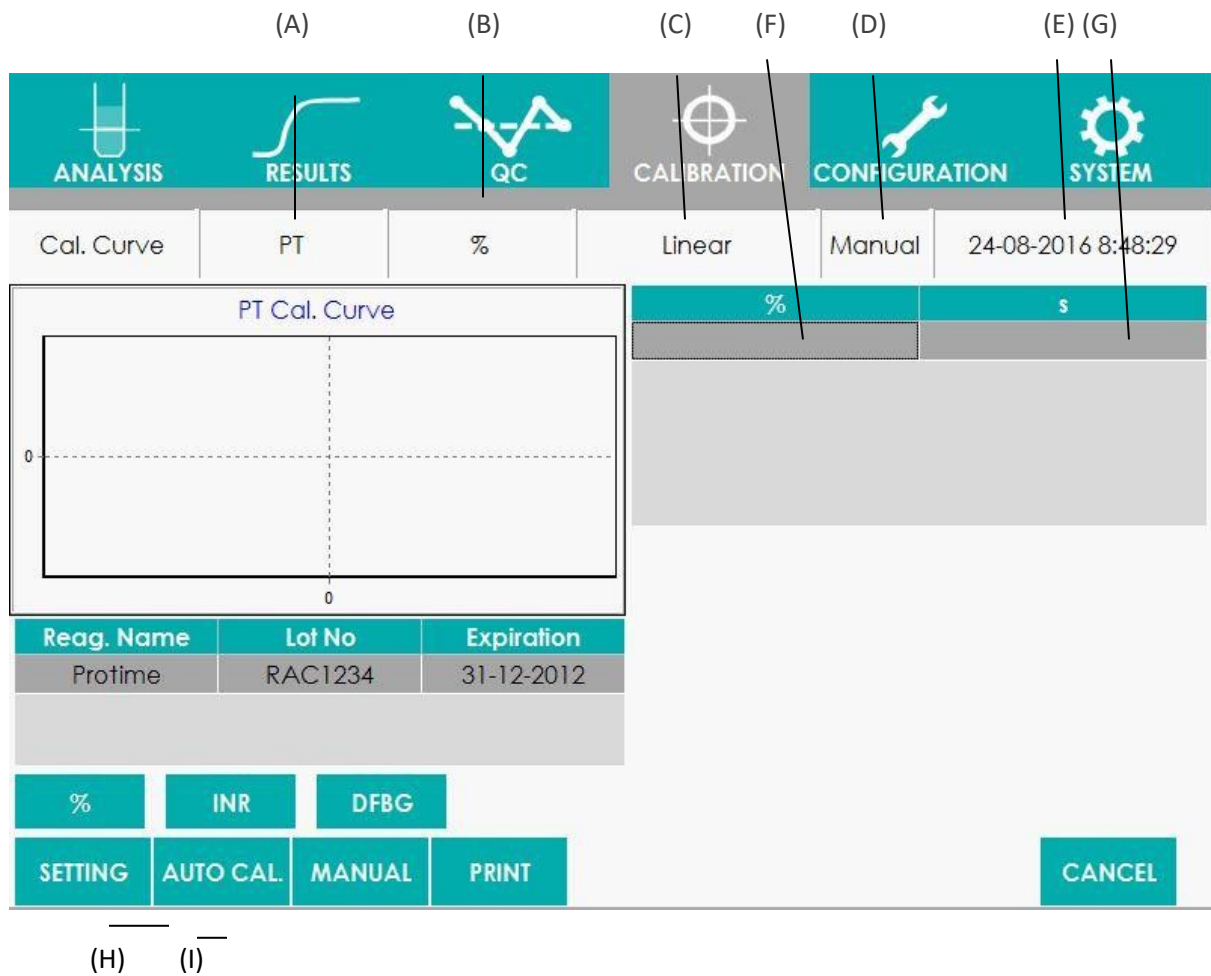 (A) (B) (C) (F) (D) (E) (G)
ANALYSIS RESULTS QC CALIBRATION CONFIGURATION SYSTEM
Cal. Curve PT % Linear Manual 24-08-2016 8:48:29
PT Cal. Curve
% s
0
0
Reag. Name Lot No Expiration
Protime RAC1234 31-12-2012
% INR DFBG
SETTING AUTO CAL. MANUAL PRINT CANCEL
(H) (I)